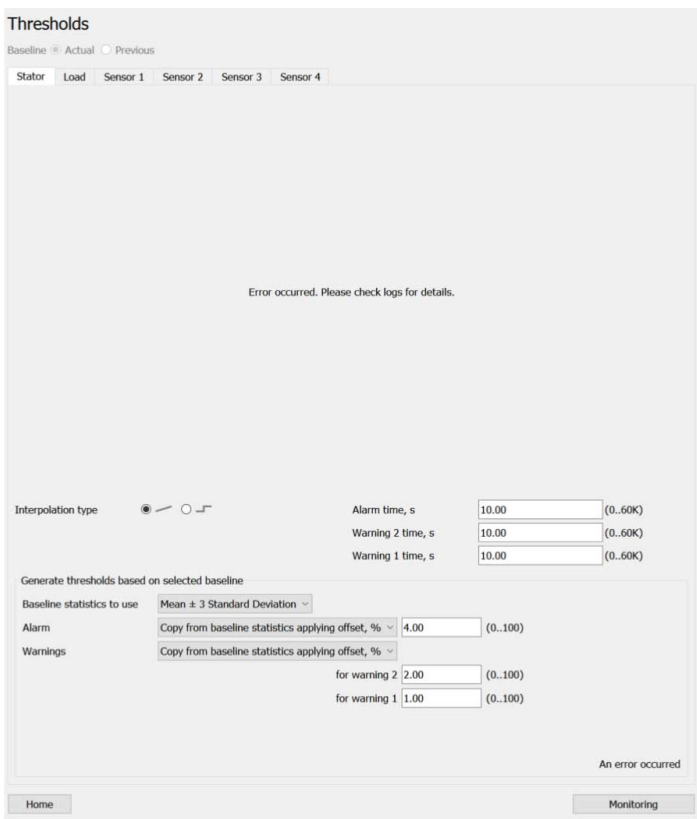 Thresholds
Baseline Actual Previous
Stator Load Sensor 1 Sensor 2 Sensor 3 Sensor 4
Error occurred. Please check logs for details.
Interpolation type Alarm time, s 10.00 (0..60K)
Warning 2 time, s 10.00 (0..60K)
Warning 1 time, s 10.00 (0..60K)
Generate thresholds based on selected baseline
Baseline statistics to use Mean ± 3 Standard Deviation
Alarm Copy from baseline statistics applying offset, % 4.00 (0..100)
Warnings Copy from baseline statistics applying offset, %
for warning 2 2.00 (0..100)
for warning 1 1.00 (0..100)
An error occurred
Home Monitoring